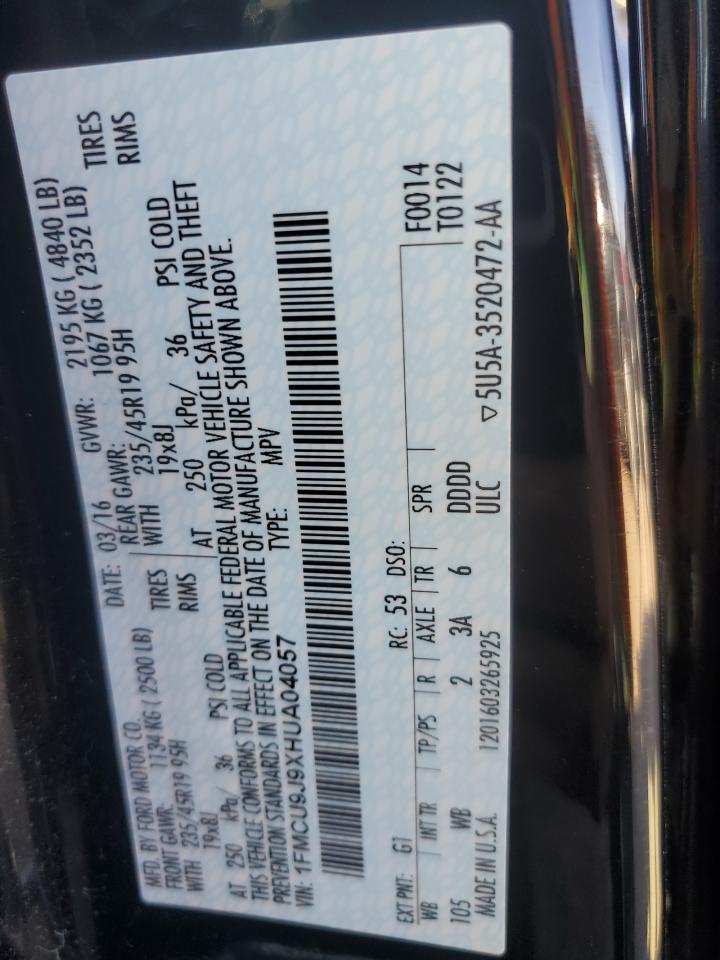 MFD. BY FORD MOTOR CO.
DATE: 03/16 GVWR: 2195 KG ( 4840 LB)
FRONT GAWR: 1134 KG ( 2500 LB)
REAR GAWR: 1067 KG ( 2352 LB)
WITH 235/45R19 95H TIRES
WITH 235/45R19 95H TIRES
19x8J RIMS
19x8J RIMS
AT 250 kPa/ 36 PSI COLD
AT 250 kPa/ 36 PSI COLD
THIS VEHICLE CONFORMS TO ALL APPLICABLE FEDERAL MOTOR VEHICLE SAFETY AND THEFT
PREVENTION STANDARDS IN EFFECT ON THE DATE OF MANUFACTURE SHOWN ABOVE.
VIN: 1FMCU9J9XHUA04057 TYPE: MPV
EXT PNT: G1 RC: 53 DSO: F0014
WB INT TR TP/PS R AXLE TR SPR T0122
105 WB 2 3A 6 DDDD
MADE IN U.S.A. 1201603265925 ULC ▽5U5A-3520472-AA